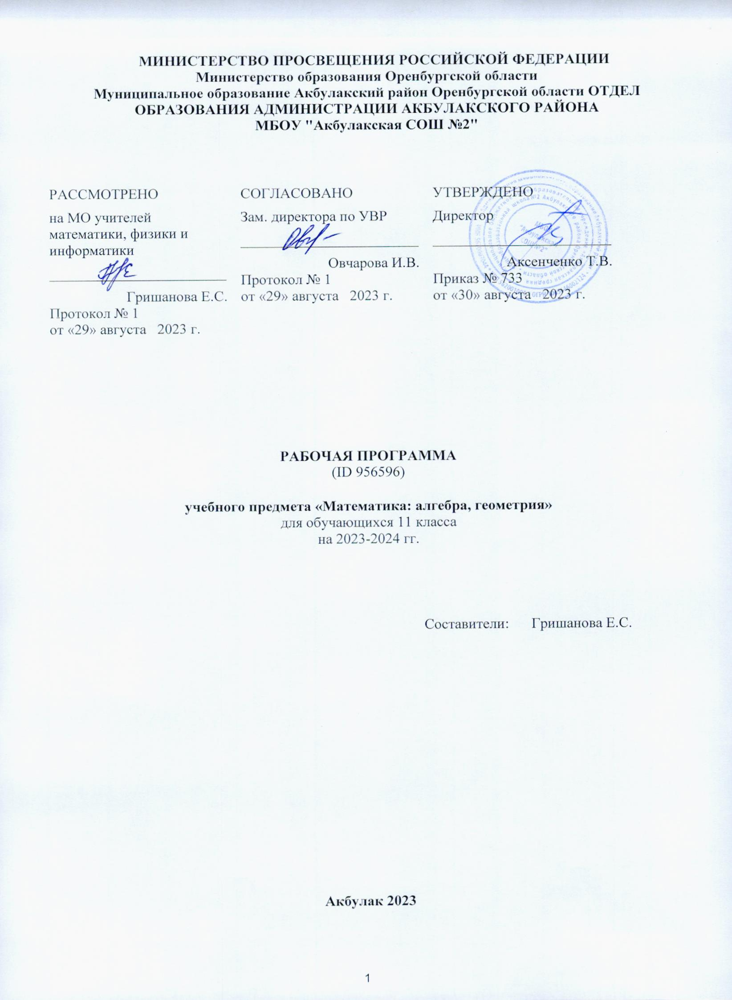 МИНИСТЕРСТВО ПРОСВЕЩЕНИЯ РОССИЙСКОЙ ФЕДЕРАЦИИ
Министерство образования Оренбургской области
Муниципальное образование Акбулакский район Оренбургской области ОТДЕЛ
ОБРАЗОВАНИЯ АДМИНИСТРАЦИИ АКБУЛАКСКОГО РАЙОНА
МБОУ "Акбулакская СОШ №2"
РАССМОТРЕНО
на МО учителей
математики, физики и
информатики
Гришанова Е.С.
Протокол № 1
от «29» августа 2023 г.
СОГЛАСОВАНО
Зам. директора по УВР
Овчарова И.В.
Протокол № 1
от «29» августа 2023 г.
УТВЕРЖДЕНО
Директор
Аксенченко Т.В.
Приказ № 733
от «30» августа 2023 г.
МБОУ
"Акбулакская
СОШ №2"
РАБОЧАЯ ПРОГРАММА
(ID 956596)
учебного предмета «Математика: алгебра, геометрия»
для обучающихся 11 класса
на 2023-2024 гг.
Составители: Гришанова Е.С.
Акбулак 2023
1